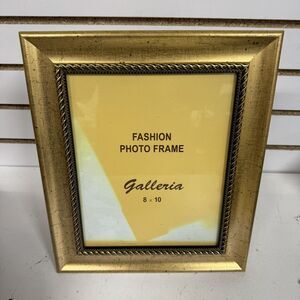 FASHION
PHOTO FRAME
Galleria
8 × 10